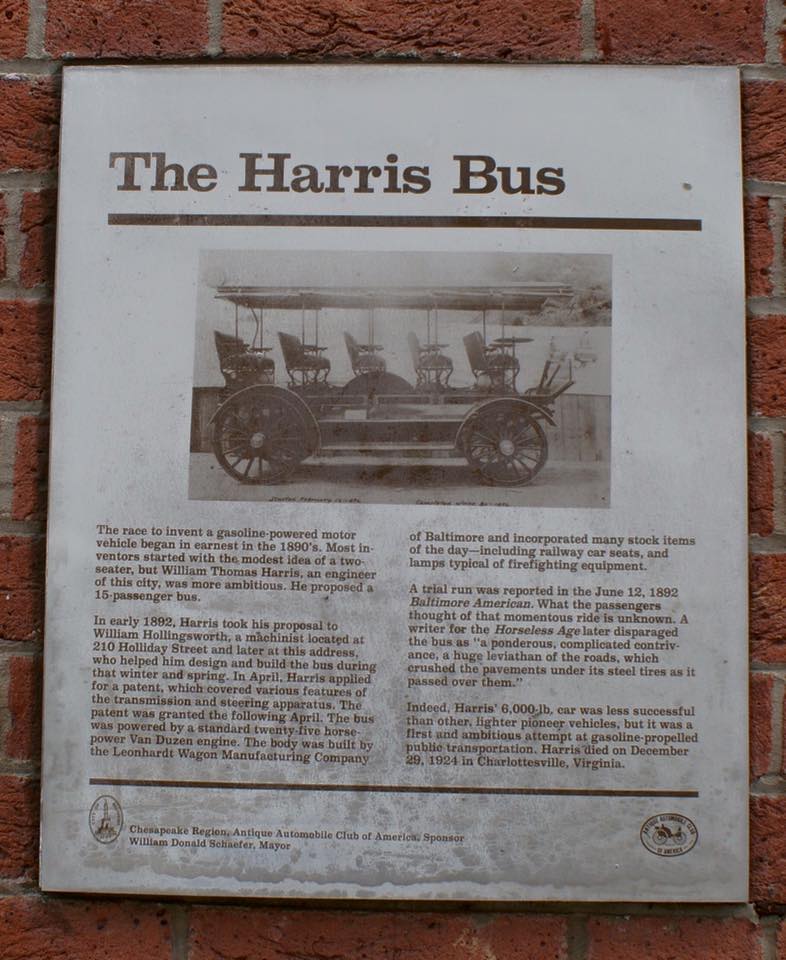 The Harris Bus
Started February 12-1892
Completed
The race to invent a gasoline-powered motor
vehicle began in earnest in the 1890's. Most in-
ventors started with the modest idea of a two-
seater, but William Thomas Harris, an engineer
of this city, was more ambitious. He proposed a
15-passenger bus.
In early 1892, Harris took his proposal to
William Hollingsworth, a machinist located at
210 Holliday Street and later at this address,
who helped him design and build the bus during
that winter and spring. In April, Harris applied
for a patent, which covered various features of
the transmission and steering apparatus. The
patent was granted the following April. The bus
was powered by a standard twenty-five horse-
power Van Duzen engine. The body was built by
the Leonhardt Wagon Manufacturing Company
of Baltimore and incorporated many stock items
of the day—including railway car seats, and
lamps typical of firefighting equipment.
A trial run was reported in the June 12, 1892
Baltimore American. What the passengers
thought of that momentous ride is unknown. A
writer for the Horseless Age later disparaged
the bus as "a ponderous, complicated contriv-
ance, a huge leviathan of the roads, which
crushed the pavements under its steel tires as it
passed over them."
Indeed, Harris' 6,000-lb. car was less successful
than other, lighter pioneer vehicles, but it was a
first and ambitious attempt at gasoline-propelled
public transportation. Harris died on December
29, 1924 in Charlottesville, Virginia.
Chesapeake Region, Antique Automobile Club of America, Sponsor
William Donald Schaefer, Mayor
ANTIQUE AUTOMOBILE CLUB
OF AMERICA